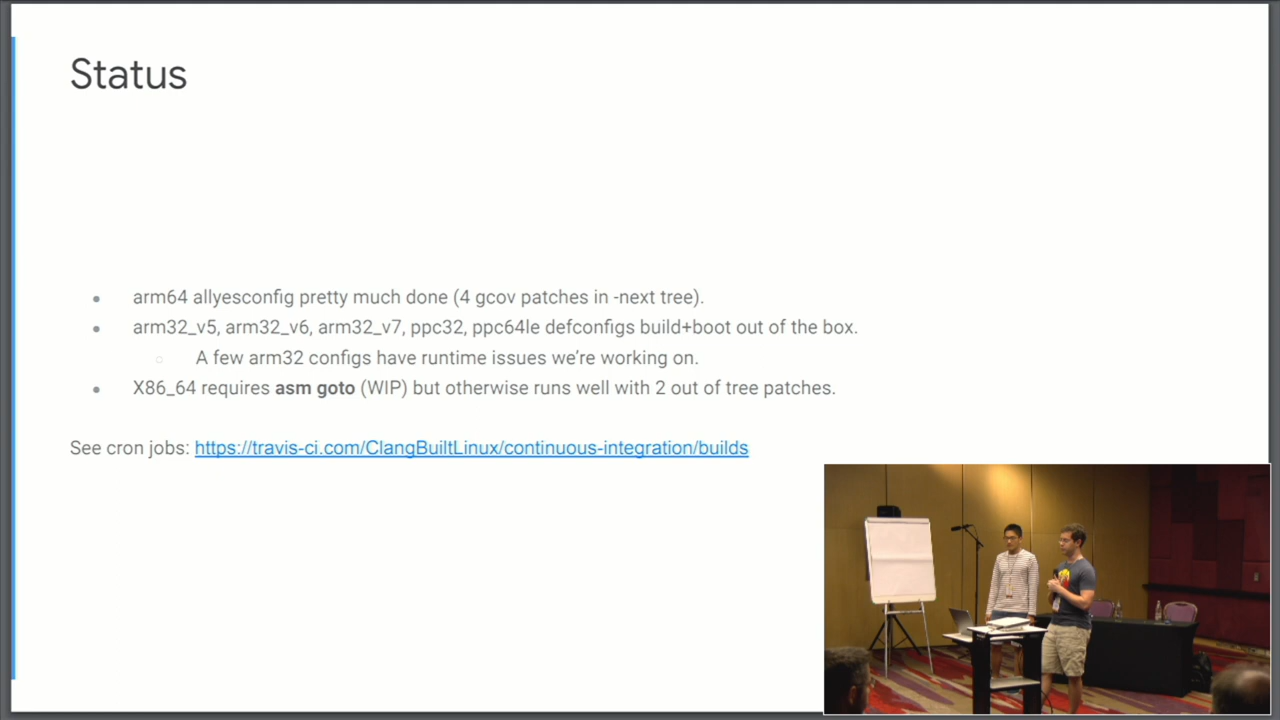 Status
arm64 allyesconfig pretty much done (4 gcov patches in -next tree).
arm32_v5, arm32_v6, arm32_v7, ppc32, ppc64le defconfigs build+boot out of the box.
A few arm32 configs have runtime issues we're working on.
X86_64 requires asm goto (WIP) but otherwise runs well with 2 out of tree patches.
See cron jobs: https://travis-ci.com/ClangBuiltLinux/continuous-integration/builds